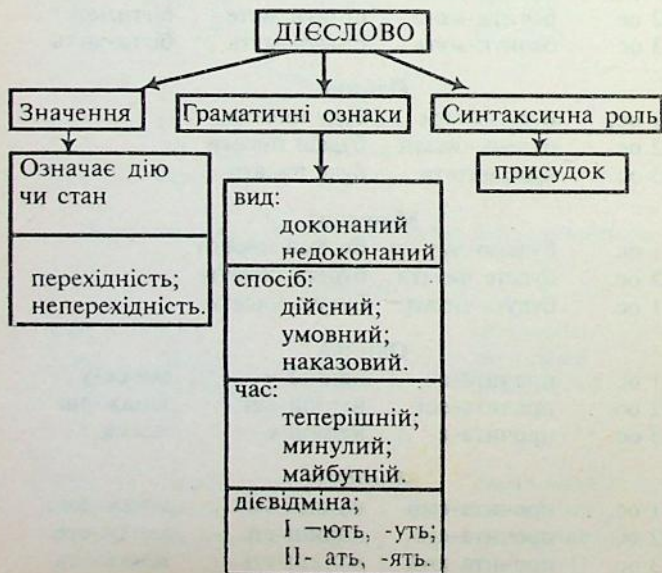 ДІЄСЛОВО
Значення
Граматичні ознаки
Синтаксична роль
Означає дію
чи стан
перехідність;
неперехідність.
вид:
доконаний
недоконаний
спосіб:
дійсний;
умовний;
наказовий.
час:
теперішній;
минулий;
майбутній.
дієвідміна;
І –ють, -уть;
ІІ- ать, -ять.
присудок